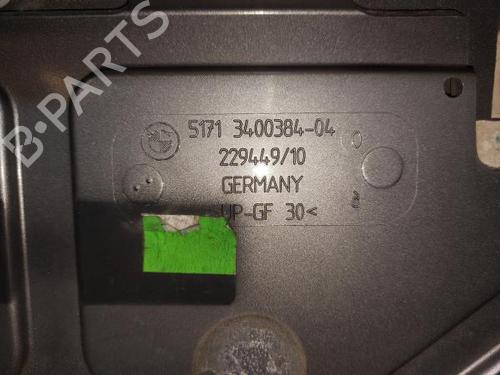 B-PARTS
5171 3400384-04
229449/10
GERMANY
UP-GF 30<